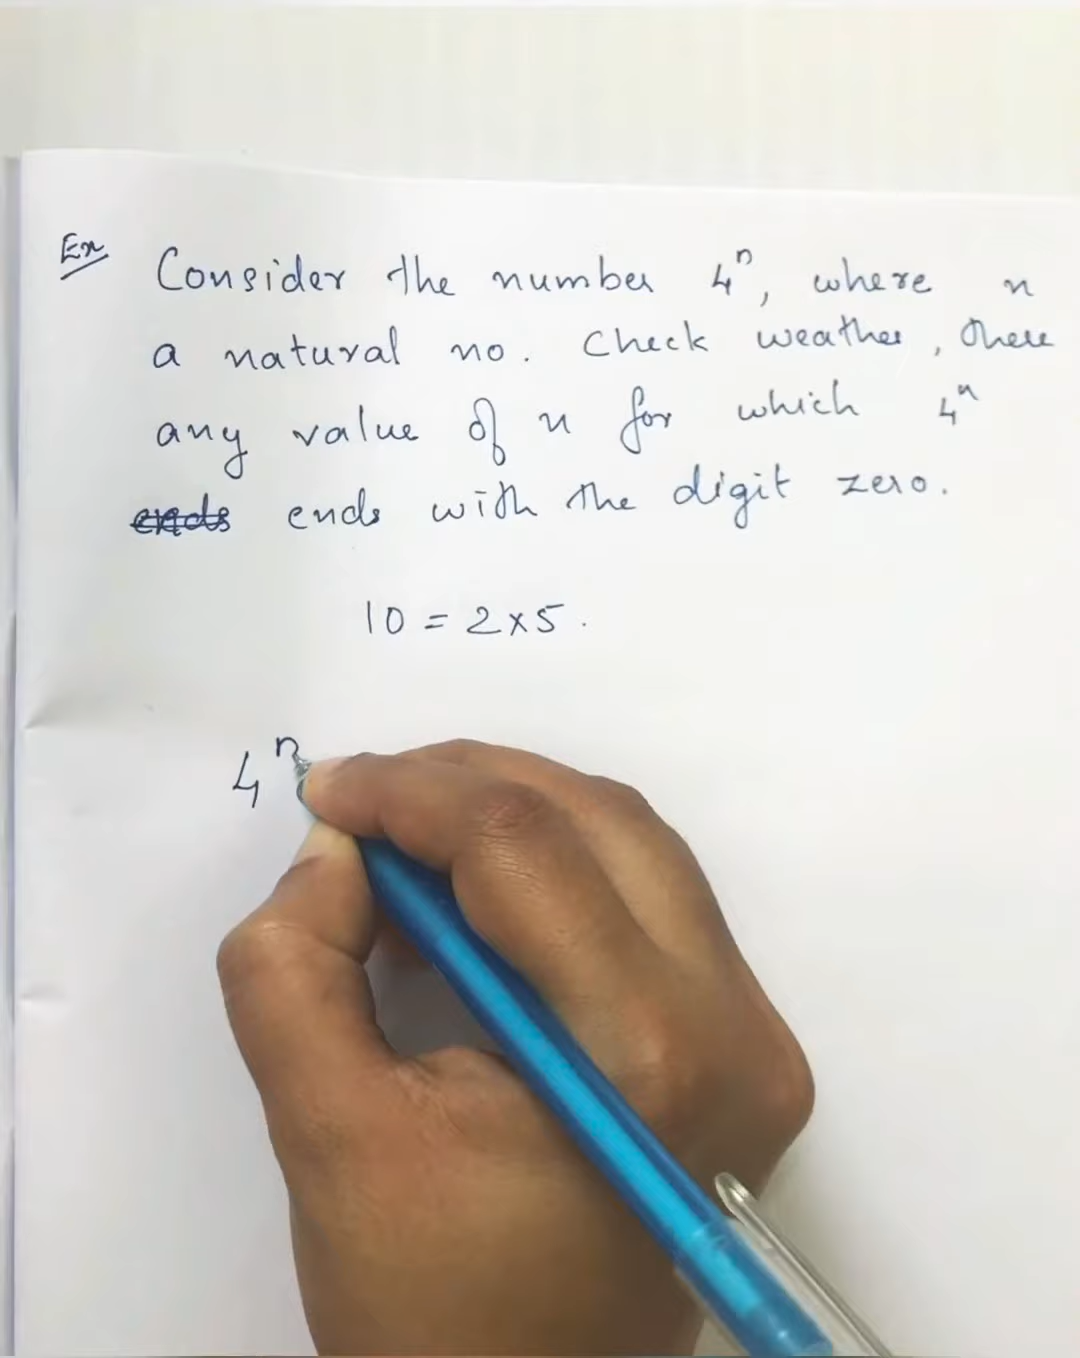 Ex Consider the number 4ⁿ, where n
a natural no. Check weather, there
any value of n for which 4ⁿ
ends ends with the digit zero.
10 = 2×5.
4ⁿ